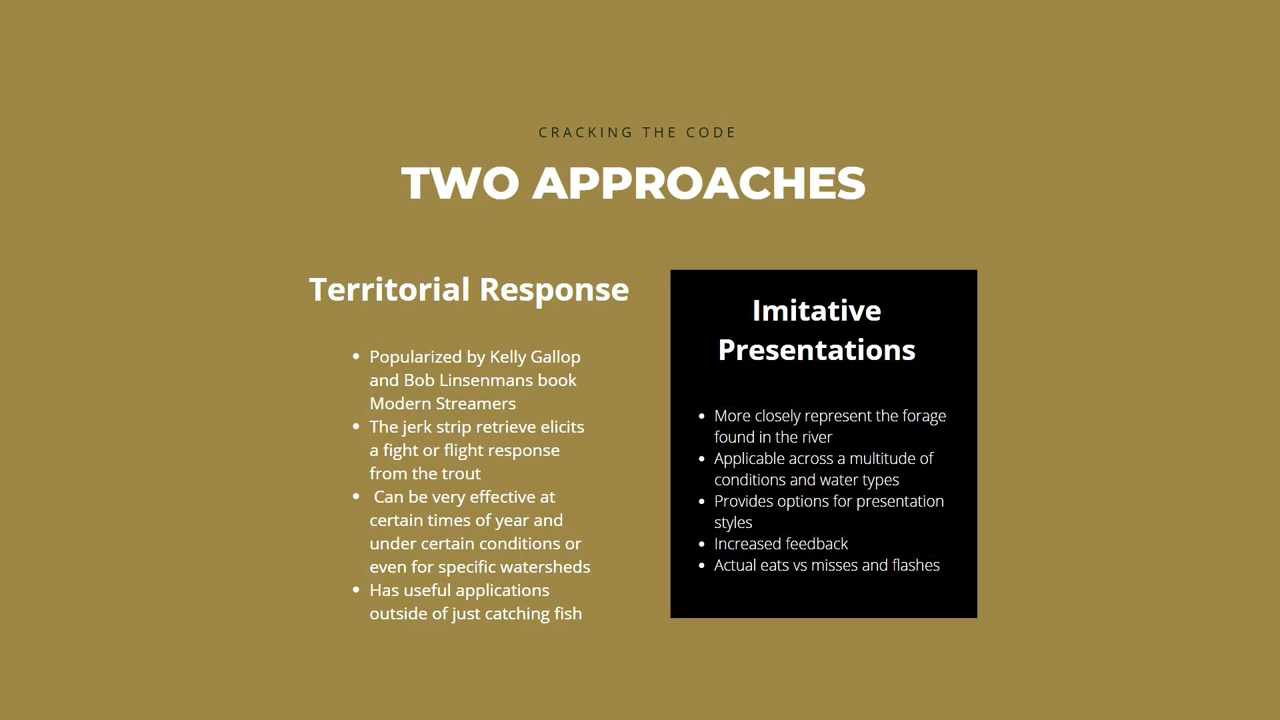 CRACKING THE CODE
TWO APPROACHES
Territorial Response
• Popularized by Kelly Gallop
and Bob Linsenmans book
Modern Streamers
• The jerk strip retrieve elicits
a fight or flight response
from the trout
• Can be very effective at
certain times of year and
under certain conditions or
even for specific watersheds
• Has useful applications
outside of just catching fish
Imitative
Presentations
• More closely represent the forage
found in the river
• Applicable across a multitude of
conditions and water types
• Provides options for presentation
styles
• Increased feedback
• Actual eats vs misses and flashes